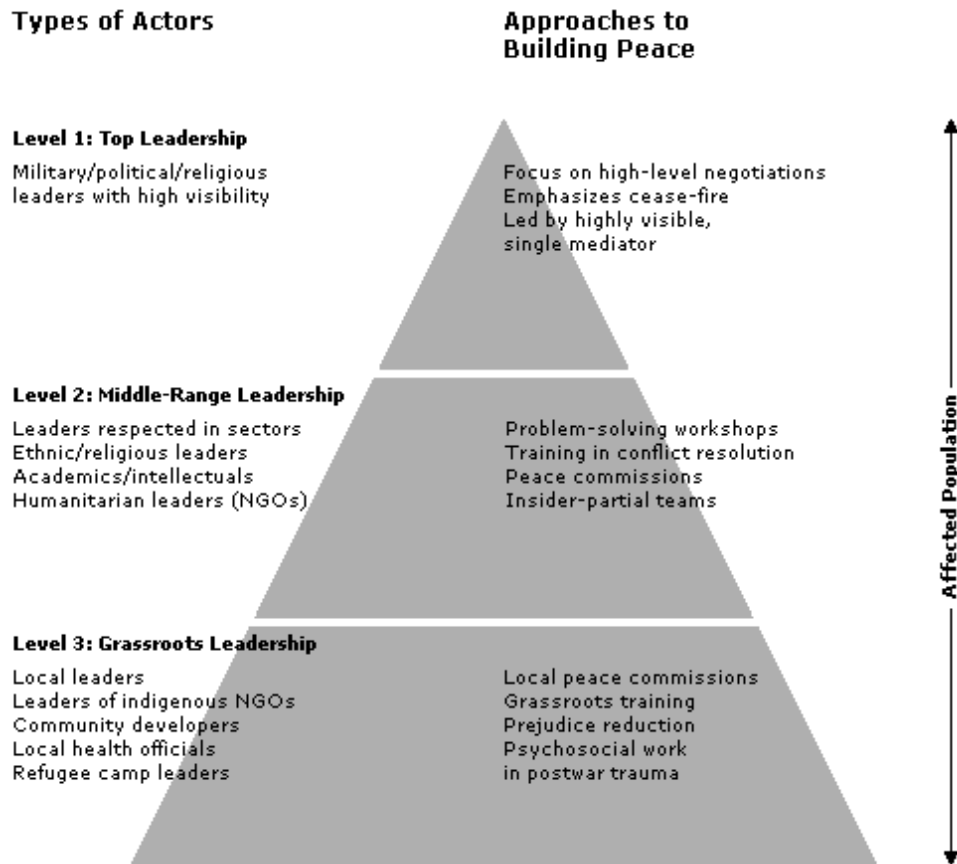 Types of Actors
Approaches to
Building Peace
Level 1: Top Leadership
Military/political/religious
leaders with high visibility
Focus on high-level negotiations
Emphasizes cease-fire
Led by highly visible,
single mediator
Level 2: Middle-Range Leadership
Leaders respected in sectors
Ethnic/religious leaders
Academics/intellectuals
Humanitarian leaders (NGOs)
Problem-solving workshops
Training in conflict resolution
Peace commissions
Insider-partial teams
Level 3: Grassroots Leadership
Local leaders
Leaders of indigenous NGOs
Community developers
Local health officials
Refugee camp leaders
Local peace commissions
Grassroots training
Prejudice reduction
Psychosocial work
in postwar trauma
Affected Population